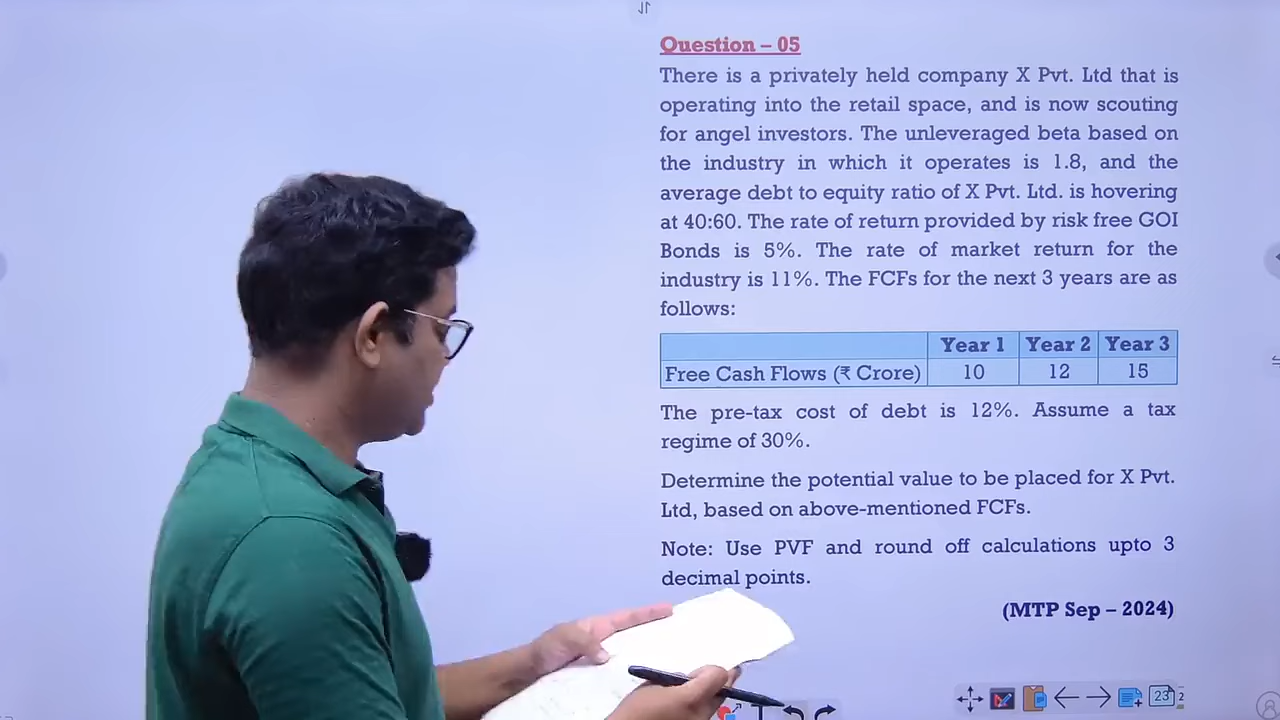 Question – 05
There is a privately held company X Pvt. Ltd that is
operating into the retail space, and is now scouting
for angel investors. The unleveraged beta based on
the industry in which it operates is 1.8, and the
average debt to equity ratio of X Pvt. Ltd. is hovering
at 40:60. The rate of return provided by risk free GOI
Bonds is 5%. The rate of market return for the
industry is 11%. The FCFs for the next 3 years are as
follows:
Year 1 Year 2 Year 3
Free Cash Flows (₹ Crore) 10 12 15
The pre-tax cost of debt is 12%. Assume a tax
regime of 30%.
Determine the potential value to be placed for X Pvt.
Ltd, based on above-mentioned FCFs.
Note: Use PVF and round off calculations upto 3
decimal points.
(MTP Sep – 2024)
23